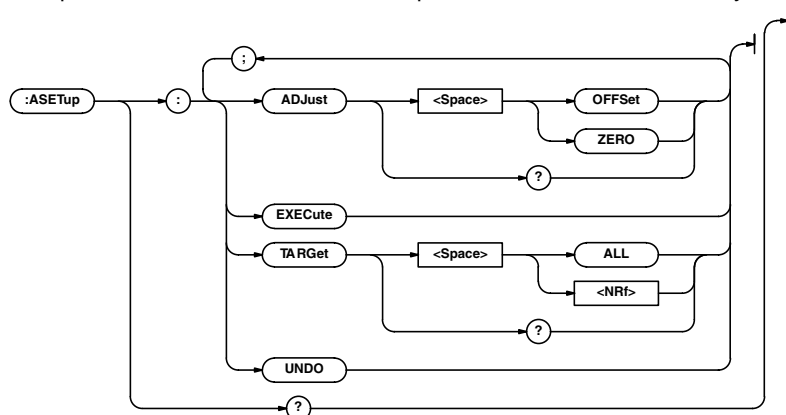 ;
:ASETup : ADJust <Space> OFFSet
ZERO
?
EXECute
TARGet <Space> ALL
<NRf>
?
UNDO
?